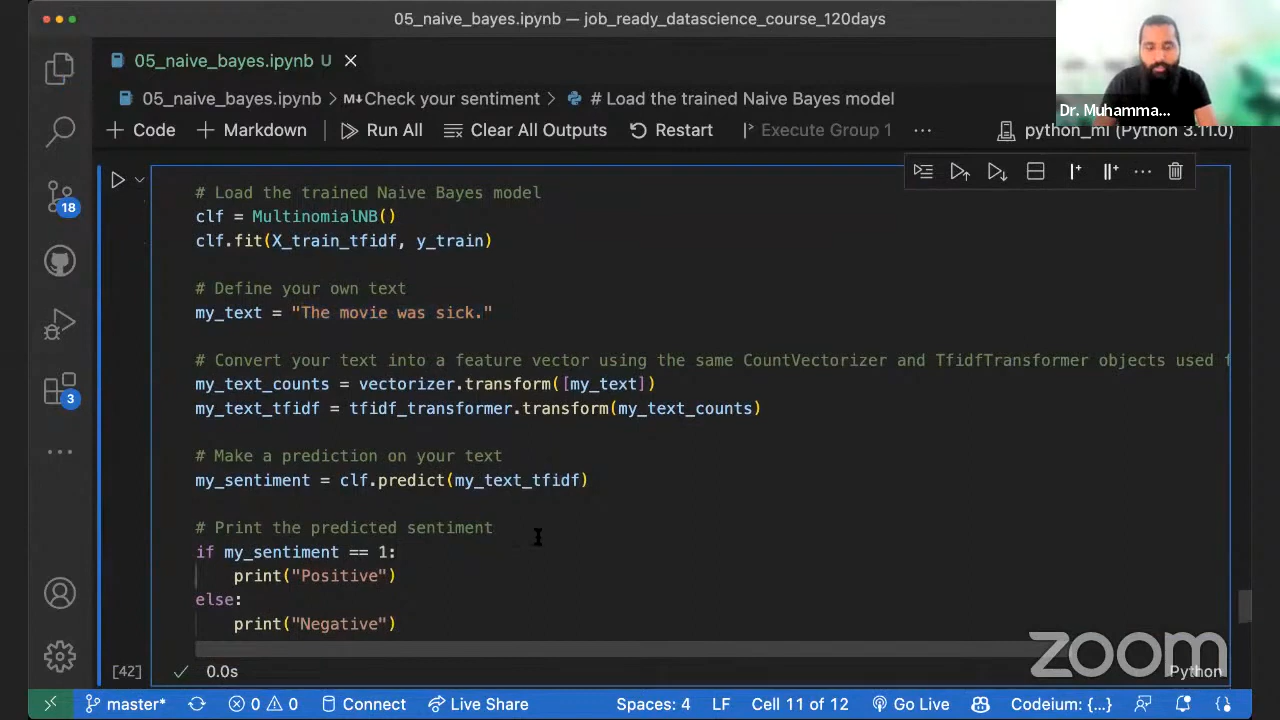 05_naive_bayes.ipynb — job_ready_datascience_course_120days
05_naive_bayes.ipynb U
05_naive_bayes.ipynb > M↓Check your sentiment > # Load the trained Naive Bayes model
Dr. Muhamma...
+ Code + Markdown Run All Clear All Outputs Restart Execute Group 1 ... python_ml (Python 3.11.0)
# Load the trained Naive Bayes model
clf = MultinomialNB()
clf.fit(X_train_tfidf, y_train)
# Define your own text
my_text = "The movie was sick."
# Convert your text into a feature vector using the same CountVectorizer and TfidfTransformer objects used f
my_text_counts = vectorizer.transform([my_text])
my_text_tfidf = tfidf_transformer.transform(my_text_counts)
# Make a prediction on your text
my_sentiment = clf.predict(my_text_tfidf)
# Print the predicted sentiment
if my_sentiment == 1:
print("Positive")
else:
print("Negative")
[42] ✓ 0.0s
Python
zoom
18
3
master* 0 0 Connect Live Share Spaces: 4 LF Cell 11 of 12 Go Live Codeium: {...}